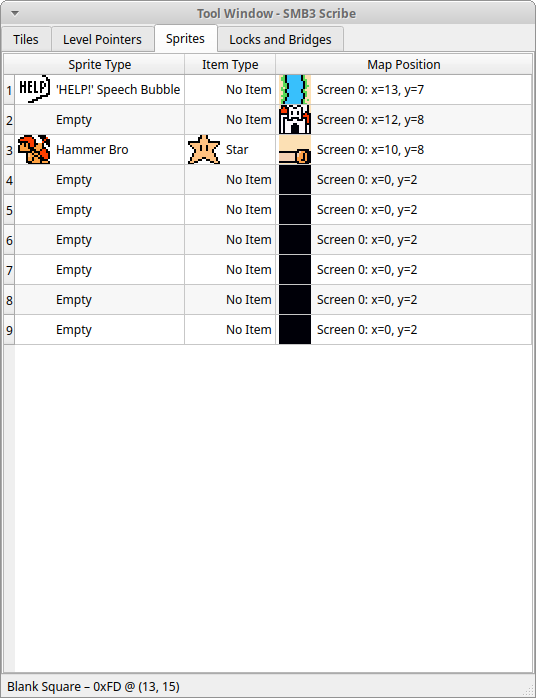 Tool Window - SMB3 Scribe
Tiles Level Pointers Sprites Locks and Bridges
Sprite Type Item Type Map Position
1 HELP! 'HELP!' Speech Bubble No Item Screen 0: x=13, y=7
2 Empty No Item Screen 0: x=12, y=8
3 Hammer Bro Star Screen 0: x=10, y=8
4 Empty No Item Screen 0: x=0, y=2
5 Empty No Item Screen 0: x=0, y=2
6 Empty No Item Screen 0: x=0, y=2
7 Empty No Item Screen 0: x=0, y=2
8 Empty No Item Screen 0: x=0, y=2
9 Empty No Item Screen 0: x=0, y=2
Blank Square – 0xFD @ (13, 15)